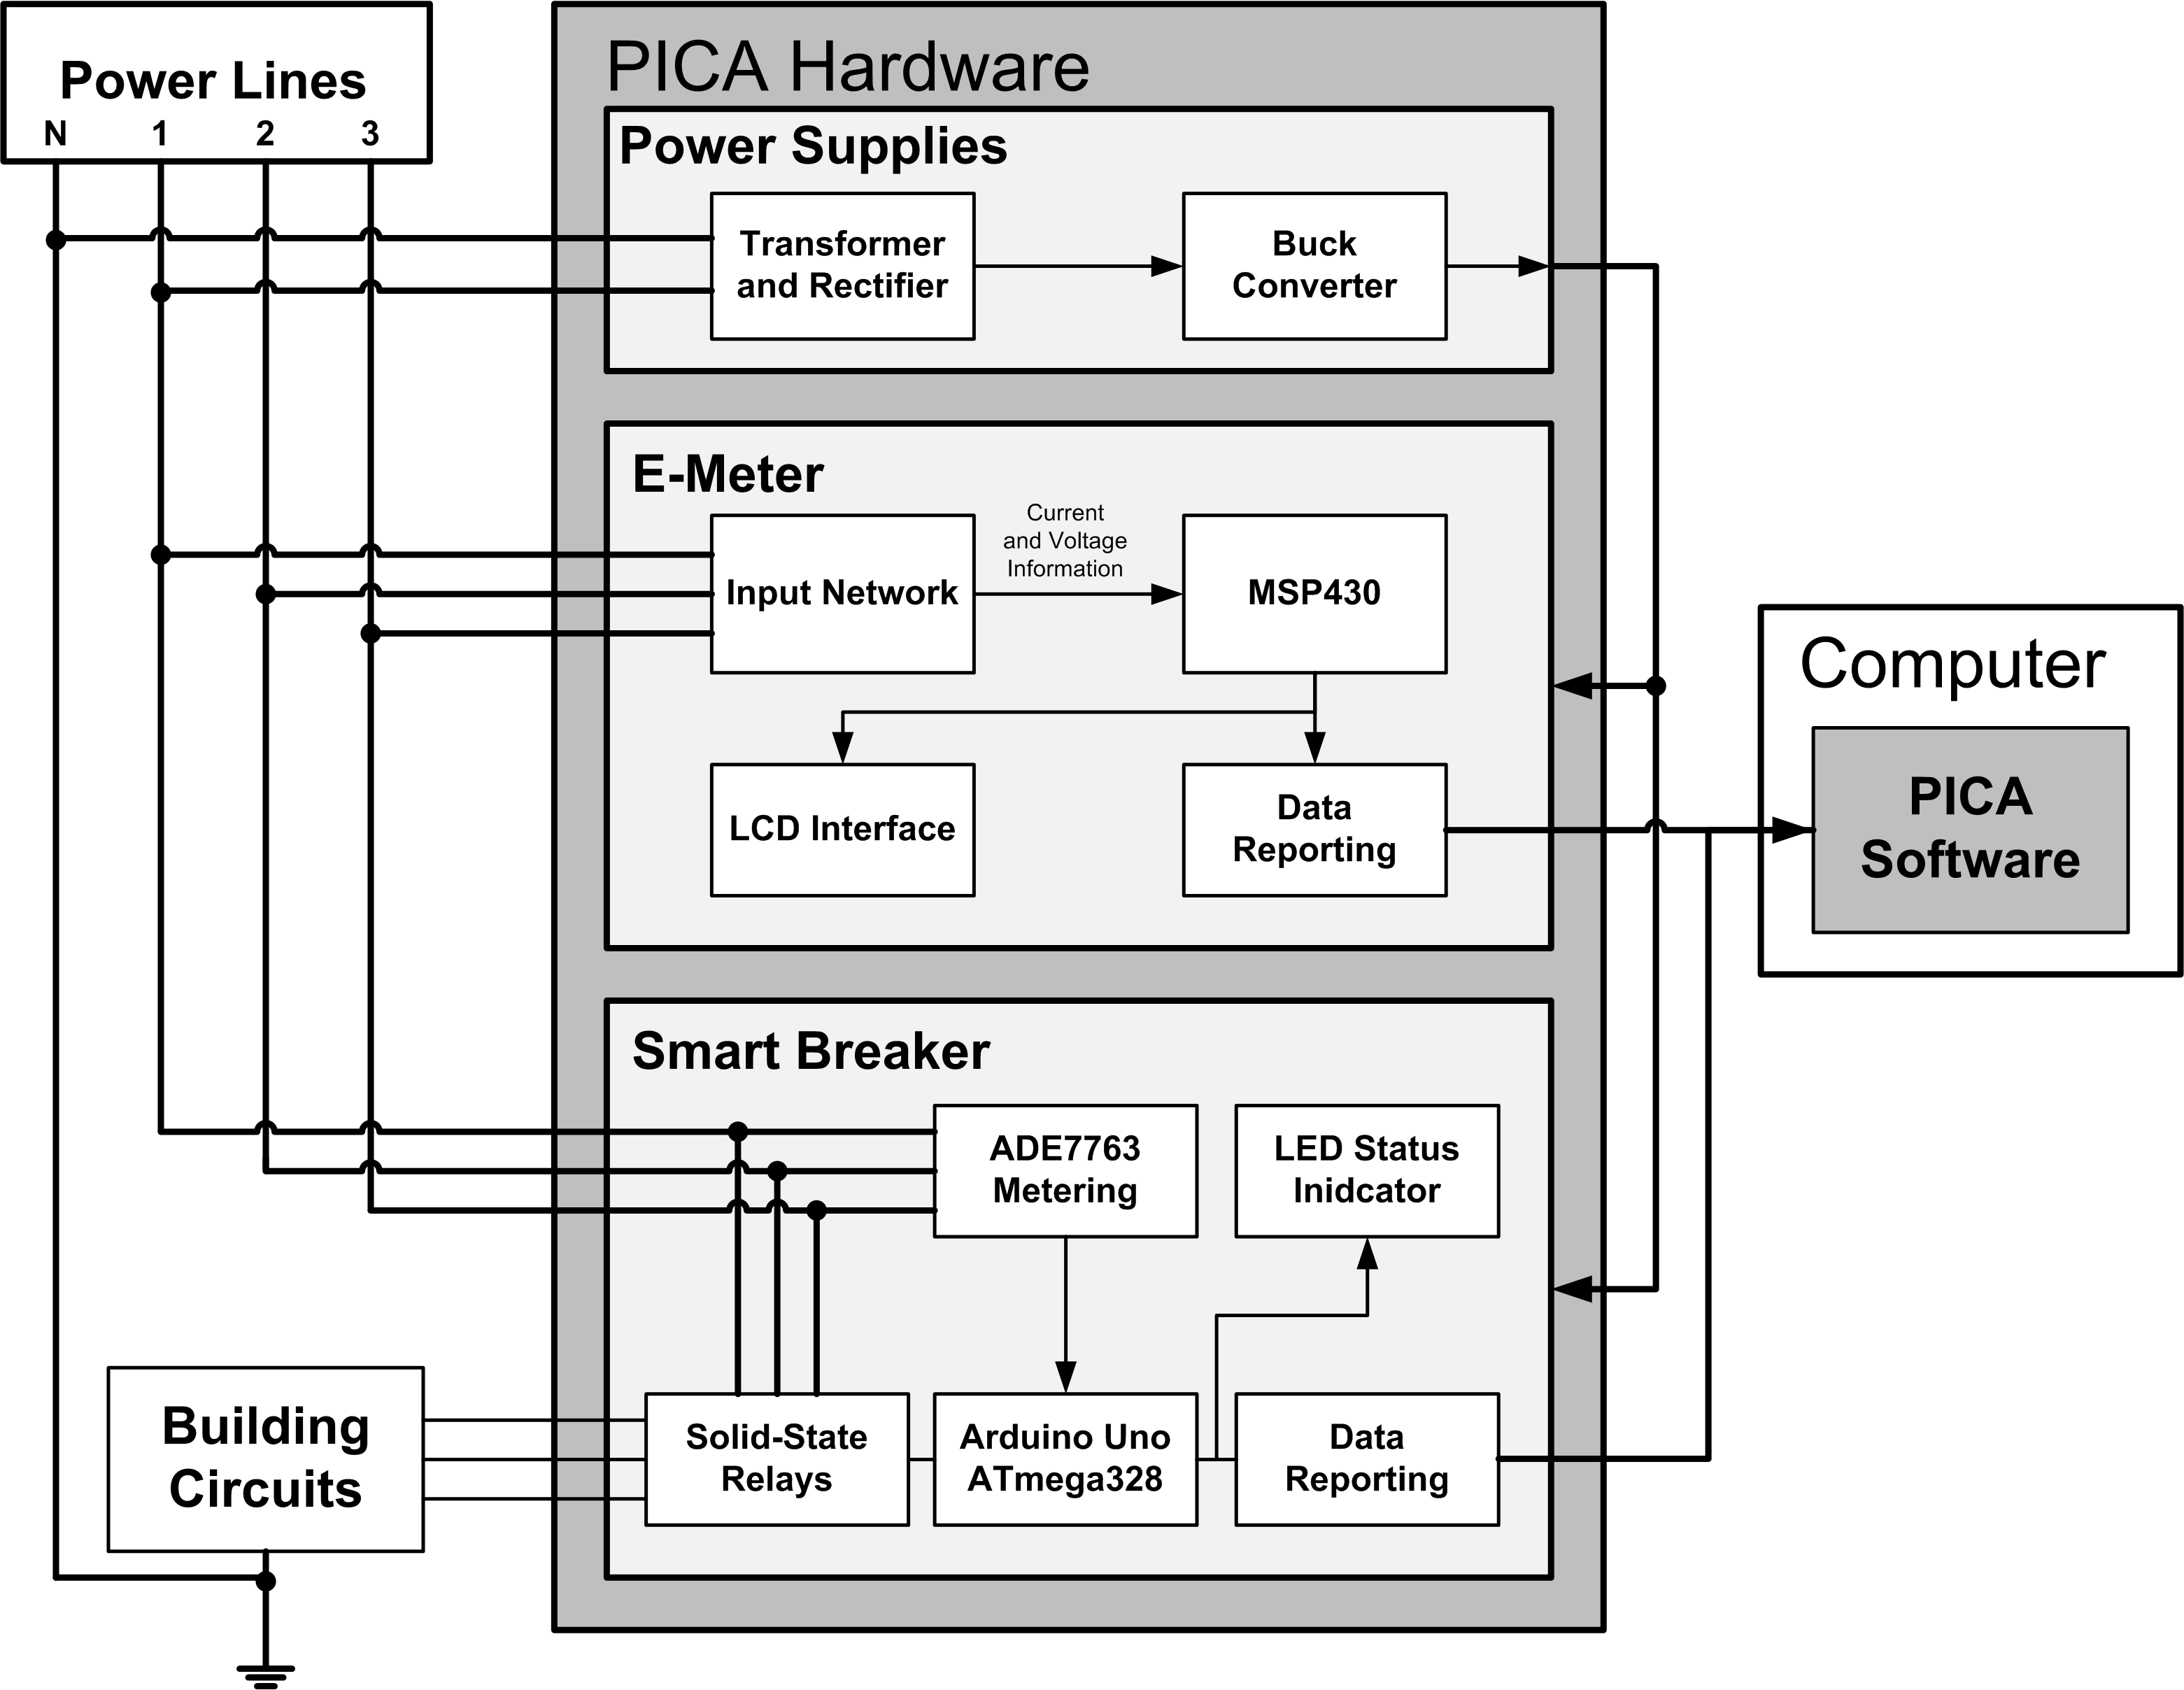 Power Lines
N 1 2 3
PICA Hardware
Power Supplies
Transformer
and Rectifier
Buck
Converter
E-Meter
Input Network
Current
and Voltage
Information
MSP430
LCD Interface
Data
Reporting
Computer
PICA
Software
Smart Breaker
ADE7763
Metering
LED Status
Inidcator
Building
Circuits
Solid-State
Relays
Arduino Uno
ATmega328
Data
Reporting